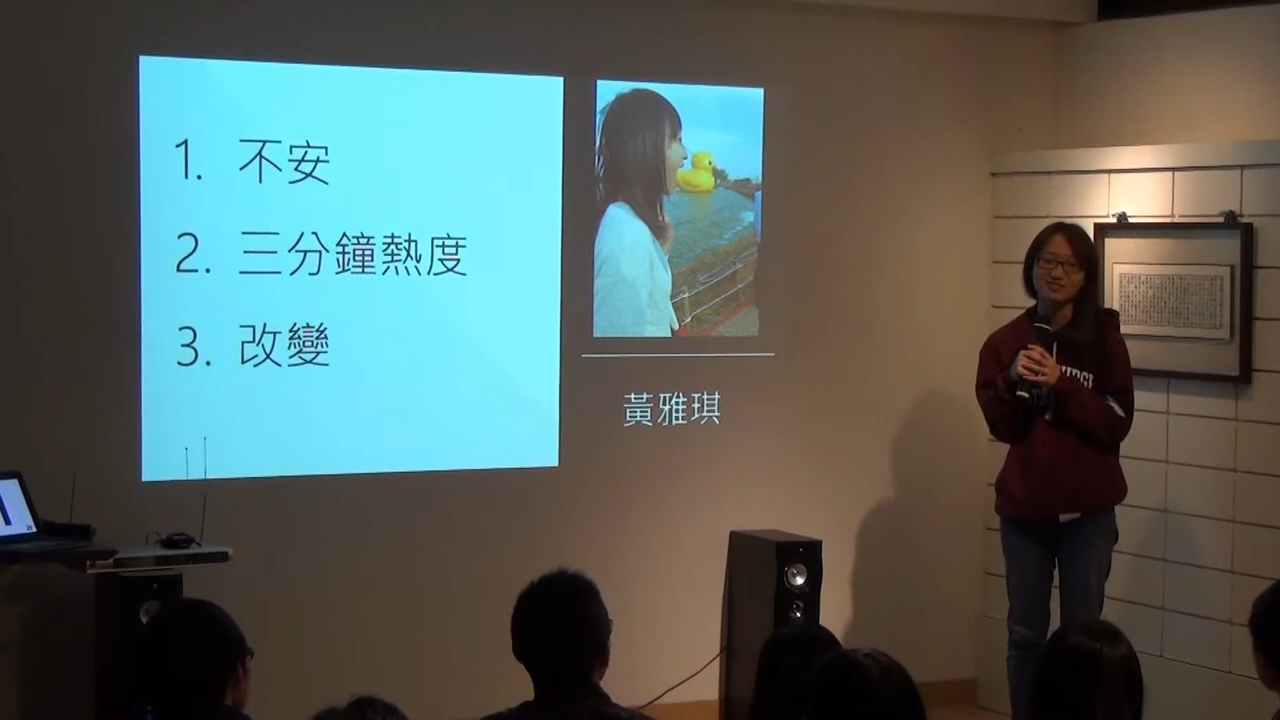 1. 不安
2. 三分鐘熱度
3. 改變
黃雅琪